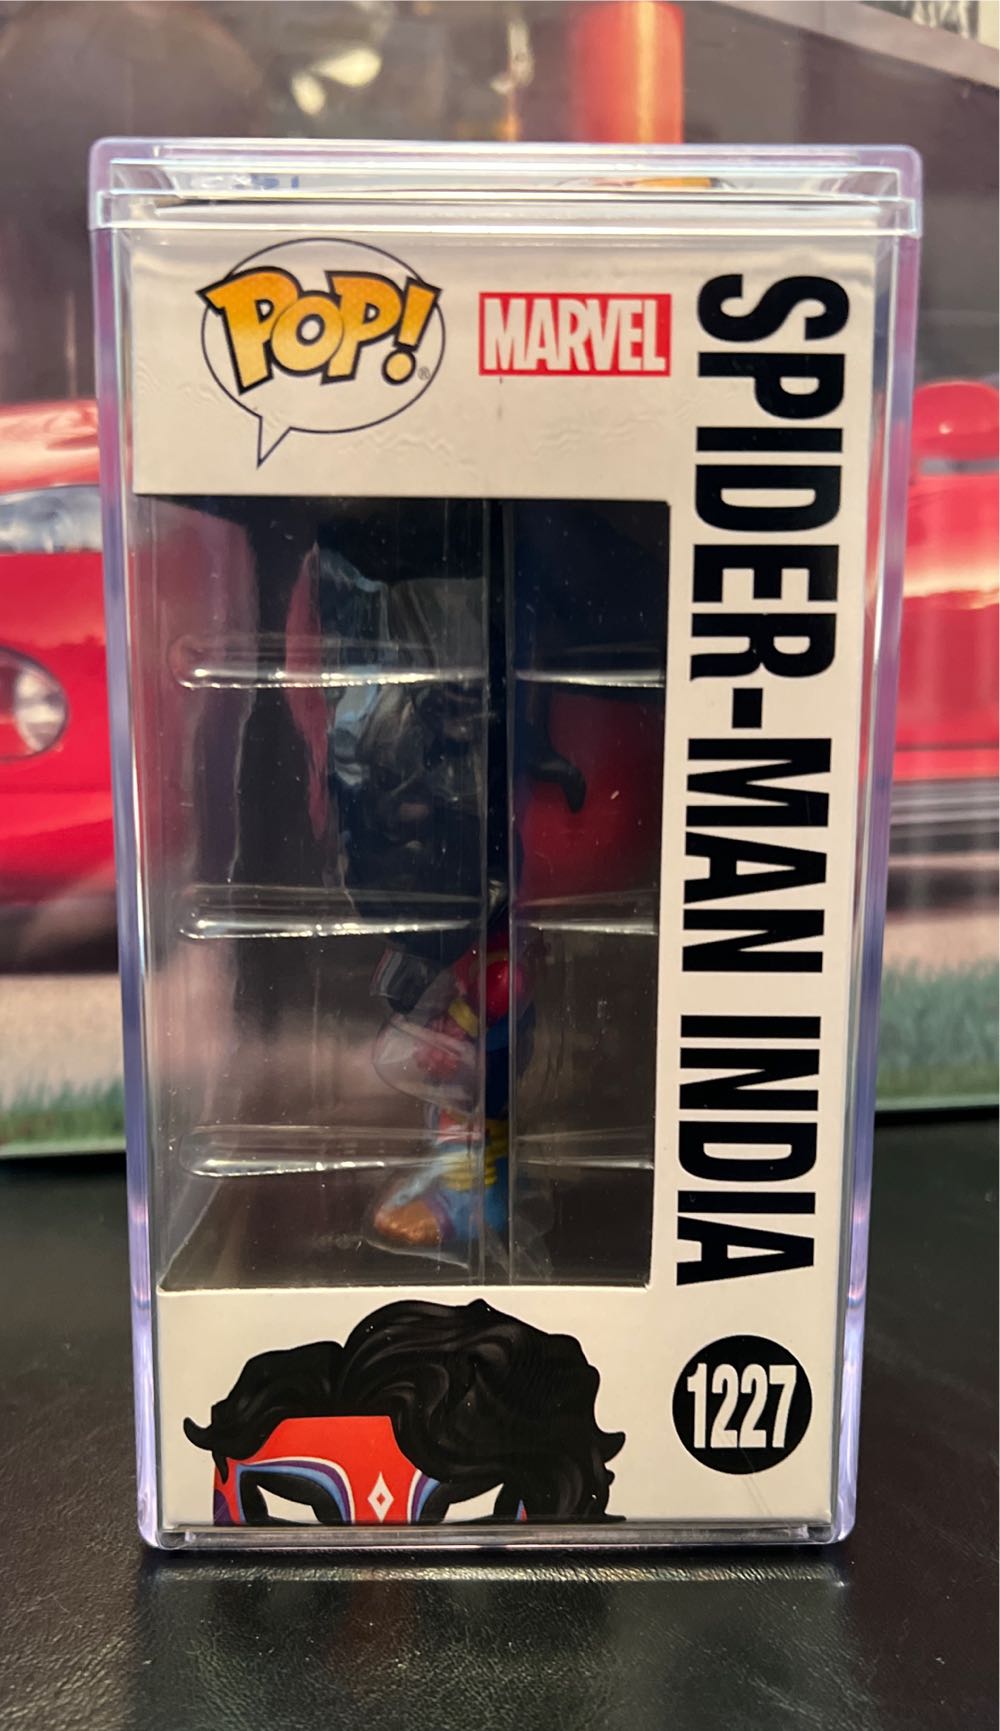 POP!®
MARVEL
SPIDER-MAN INDIA
1227